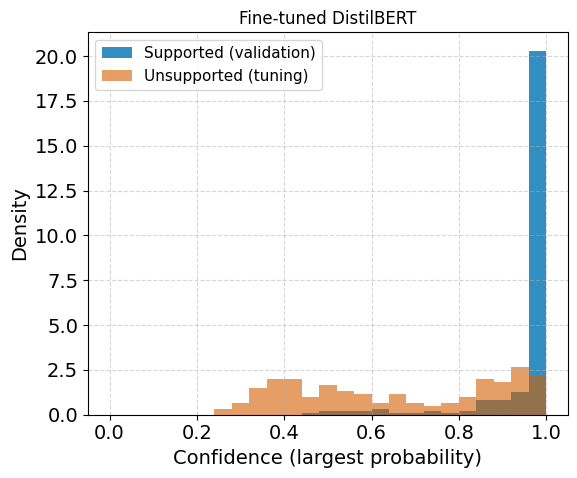 Fine-tuned DistilBERT
Supported (validation)
Unsupported (tuning)
20.0
17.5
15.0
12.5
10.0
7.5
5.0
2.5
0.0
Density
0.0 0.2 0.4 0.6 0.8 1.0
Confidence (largest probability)